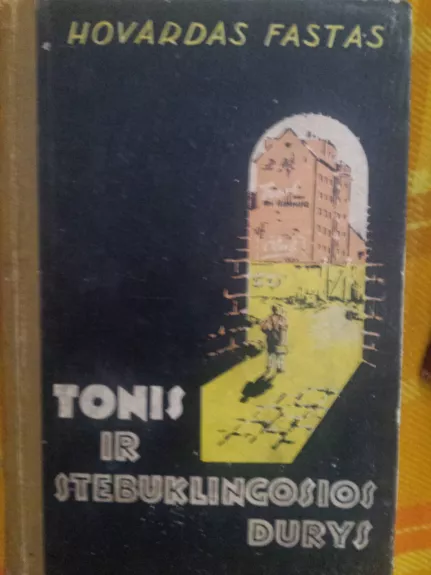 HOVARDAS FASTAS
TONIS
IR
STEBUKLINGOSIOS
DURYS